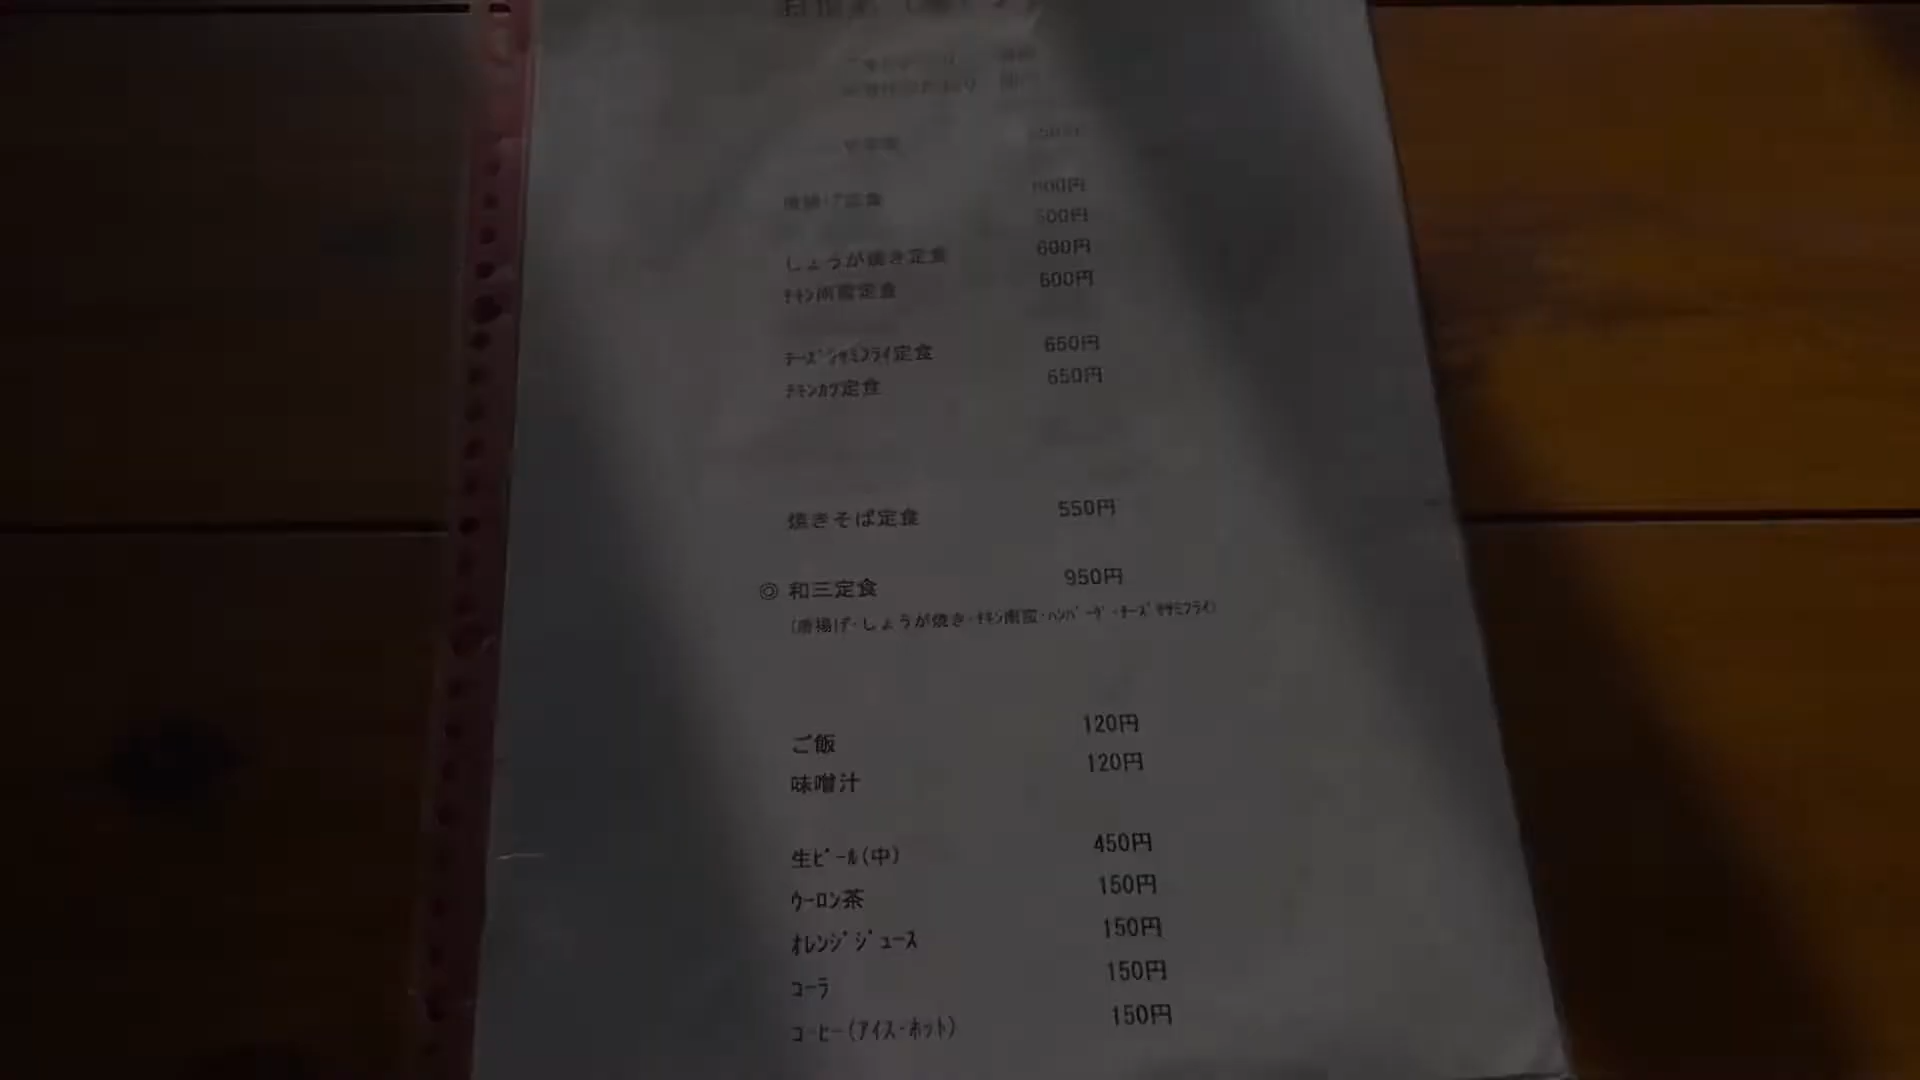 600円
600円
しょうが焼き定食 600円
ﾁｷﾝ南蛮定食 600円
ﾁｰｽﾞｻｻﾐﾌﾗｲ定食 650円
ﾁｷﾝｶﾂ定食 650円
焼きそば定食 550円
◎ 和三定食 950円
(唐揚げ・しょうが焼き・ﾁｷﾝ南蛮・ﾊﾝﾊﾞｰｸﾞ・ﾁｰｽﾞｻｻﾐﾌﾗｲ)
ご飯 120円
味噌汁 120円
生ﾋﾞｰﾙ(中) 450円
ｳｰﾛﾝ茶 150円
ｵﾚﾝｼﾞｼﾞｭｰｽ 150円
ｺｰﾗ 150円
ｺｰﾋｰ(ｱｲｽ・ﾎｯﾄ) 150円